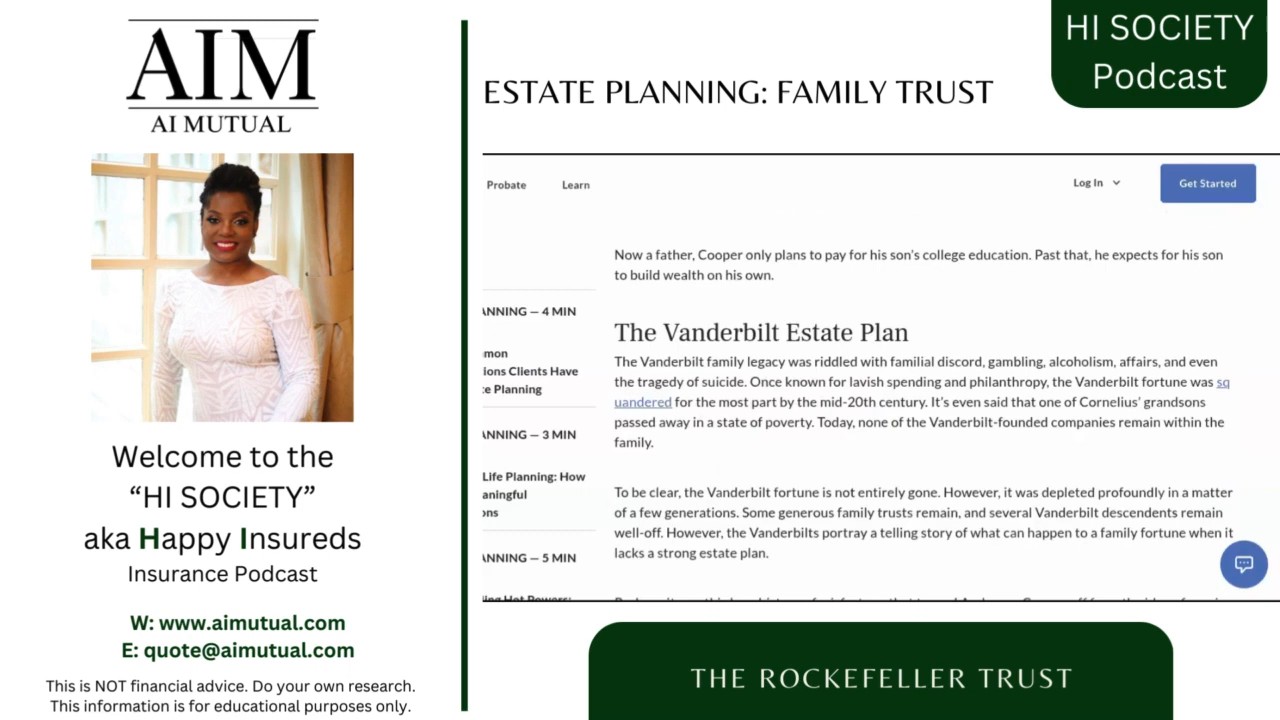 AIM
AI MUTUAL
Welcome to the
“HI SOCIETY”
aka Happy Insureds
Insurance Podcast
W: www.aimutual.com
E: quote@aimutual.com
This is NOT financial advice. Do your own research.
This information is for educational purposes only.
HI SOCIETY
Podcast
ESTATE PLANNING: FAMILY TRUST
Probate Learn Log In Get Started
ANNING — 4 MIN
mon
ions Clients Have
te Planning
ANNING — 3 MIN
Life Planning: How
aningful
ons
ANNING — 5 MIN
Now a father, Cooper only plans to pay for his son’s college education. Past that, he expects for his son
to build wealth on his own.
The Vanderbilt Estate Plan
The Vanderbilt family legacy was riddled with familial discord, gambling, alcoholism, affairs, and even
the tragedy of suicide. Once known for lavish spending and philanthropy, the Vanderbilt fortune was sq
uandered for the most part by the mid-20th century. It’s even said that one of Cornelius’ grandsons
passed away in a state of poverty. Today, none of the Vanderbilt-founded companies remain within the
family.
To be clear, the Vanderbilt fortune is not entirely gone. However, it was depleted profoundly in a matter
of a few generations. Some generous family trusts remain, and several Vanderbilt descendents remain
well-off. However, the Vanderbilts portray a telling story of what can happen to a family fortune when it
lacks a strong estate plan.
THE ROCKEFELLER TRUST